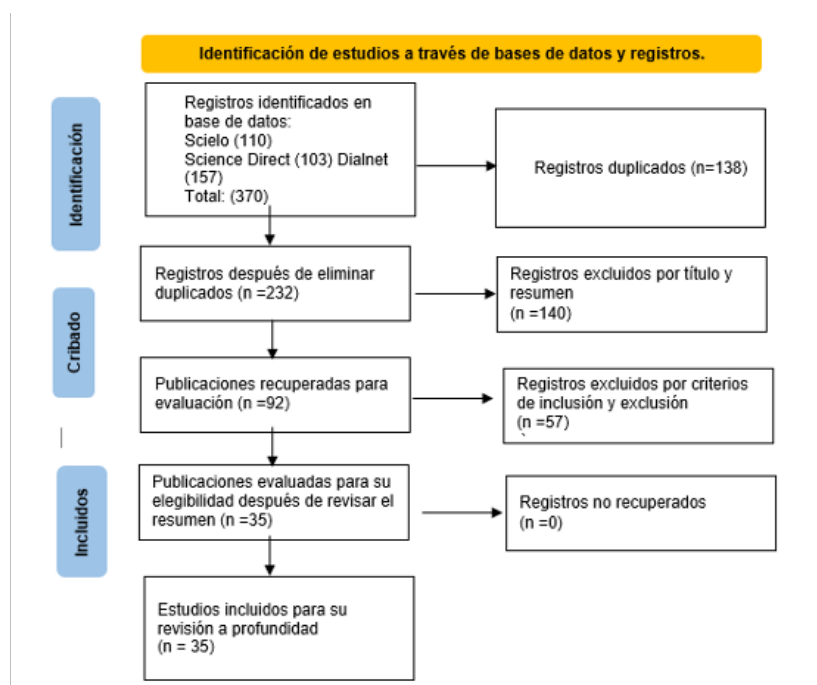 Identificación de estudios a través de bases de datos y registros.
Identificación
Registros identificados en
base de datos:
Scielo (110)
Science Direct (103) Dialnet
(157)
Total: (370)
Registros duplicados (n=138)
Registros después de eliminar
duplicados (n =232)
Registros excluidos por título y
resumen
(n =140)
Cribado
Publicaciones recuperadas para
evaluación (n =92)
Registros excluidos por criterios
de inclusión y exclusión
(n =57)
`
Incluidos
Publicaciones evaluadas para su
elegibilidad después de revisar el
resumen (n =35)
Registros no recuperados
(n =0)
Estudios incluidos para su
revisión a profundidad
(n = 35)